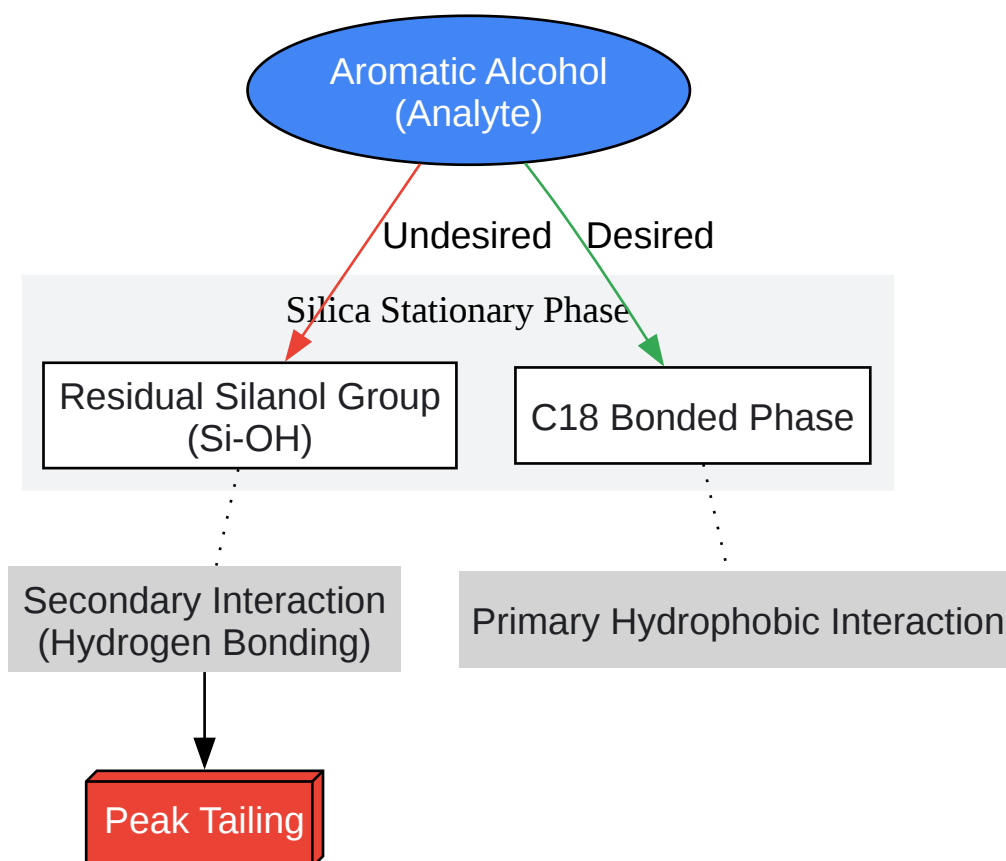 Aromatic Alcohol
(Analyte)
Undesired
Desired
Silica Stationary Phase
Residual Silanol Group
(Si-OH)
C18 Bonded Phase
Secondary Interaction
(Hydrogen Bonding)
Primary Hydrophobic Interaction
Peak Tailing